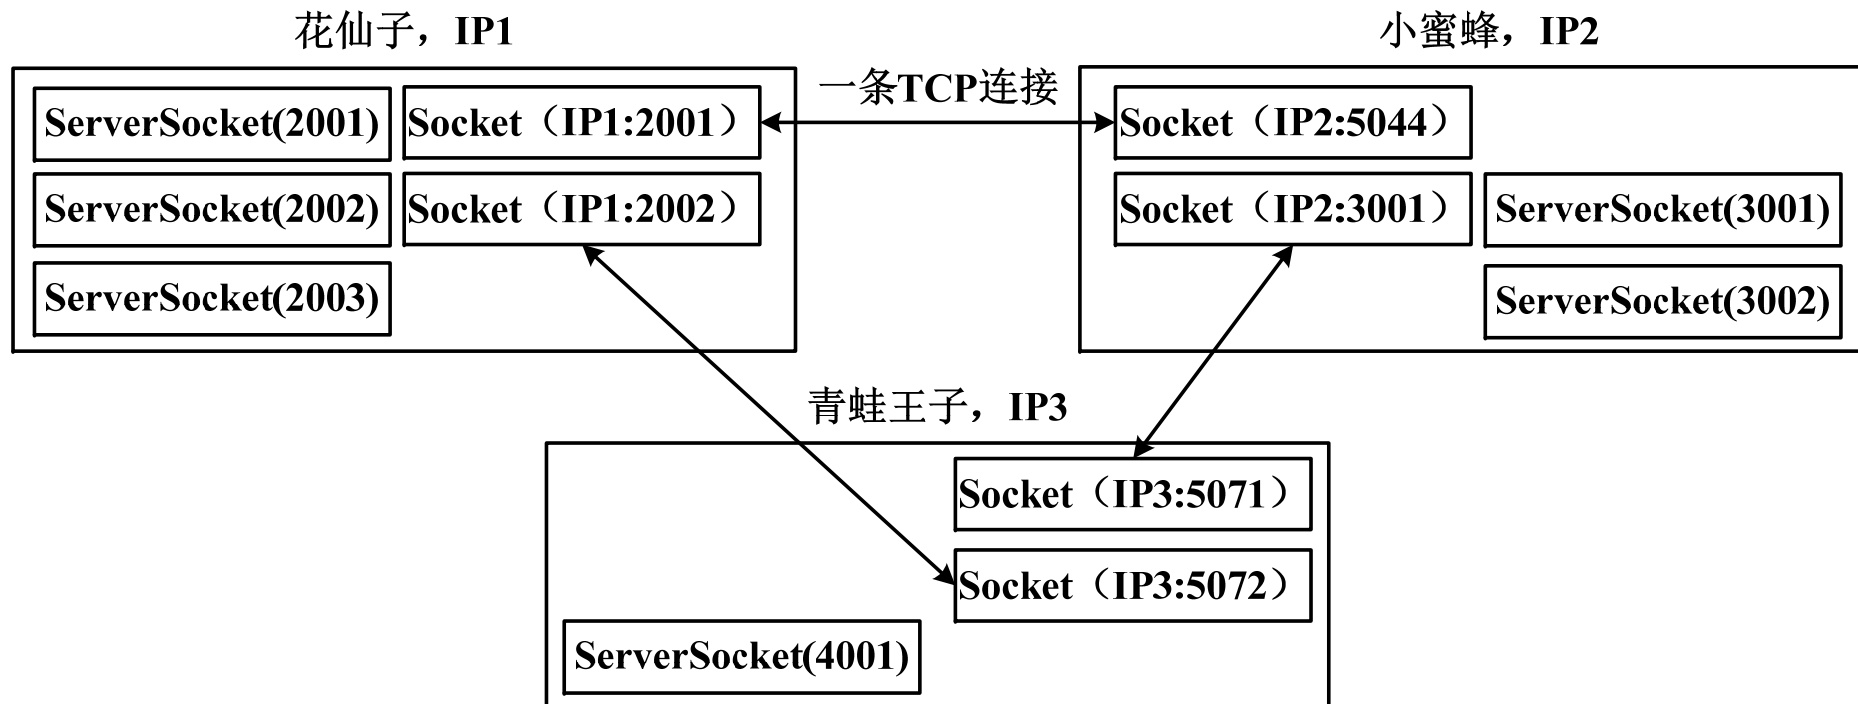 花仙子，IP1
小蜜蜂，IP2
一条TCP连接
ServerSocket(2001)
Socket（IP1:2001）
Socket（IP2:5044）
ServerSocket(2002)
Socket（IP1:2002）
Socket（IP2:3001）
ServerSocket(3001)
ServerSocket(2003)
ServerSocket(3002)
青蛙王子，IP3
Socket（IP3:5071）
Socket（IP3:5072）
ServerSocket(4001)